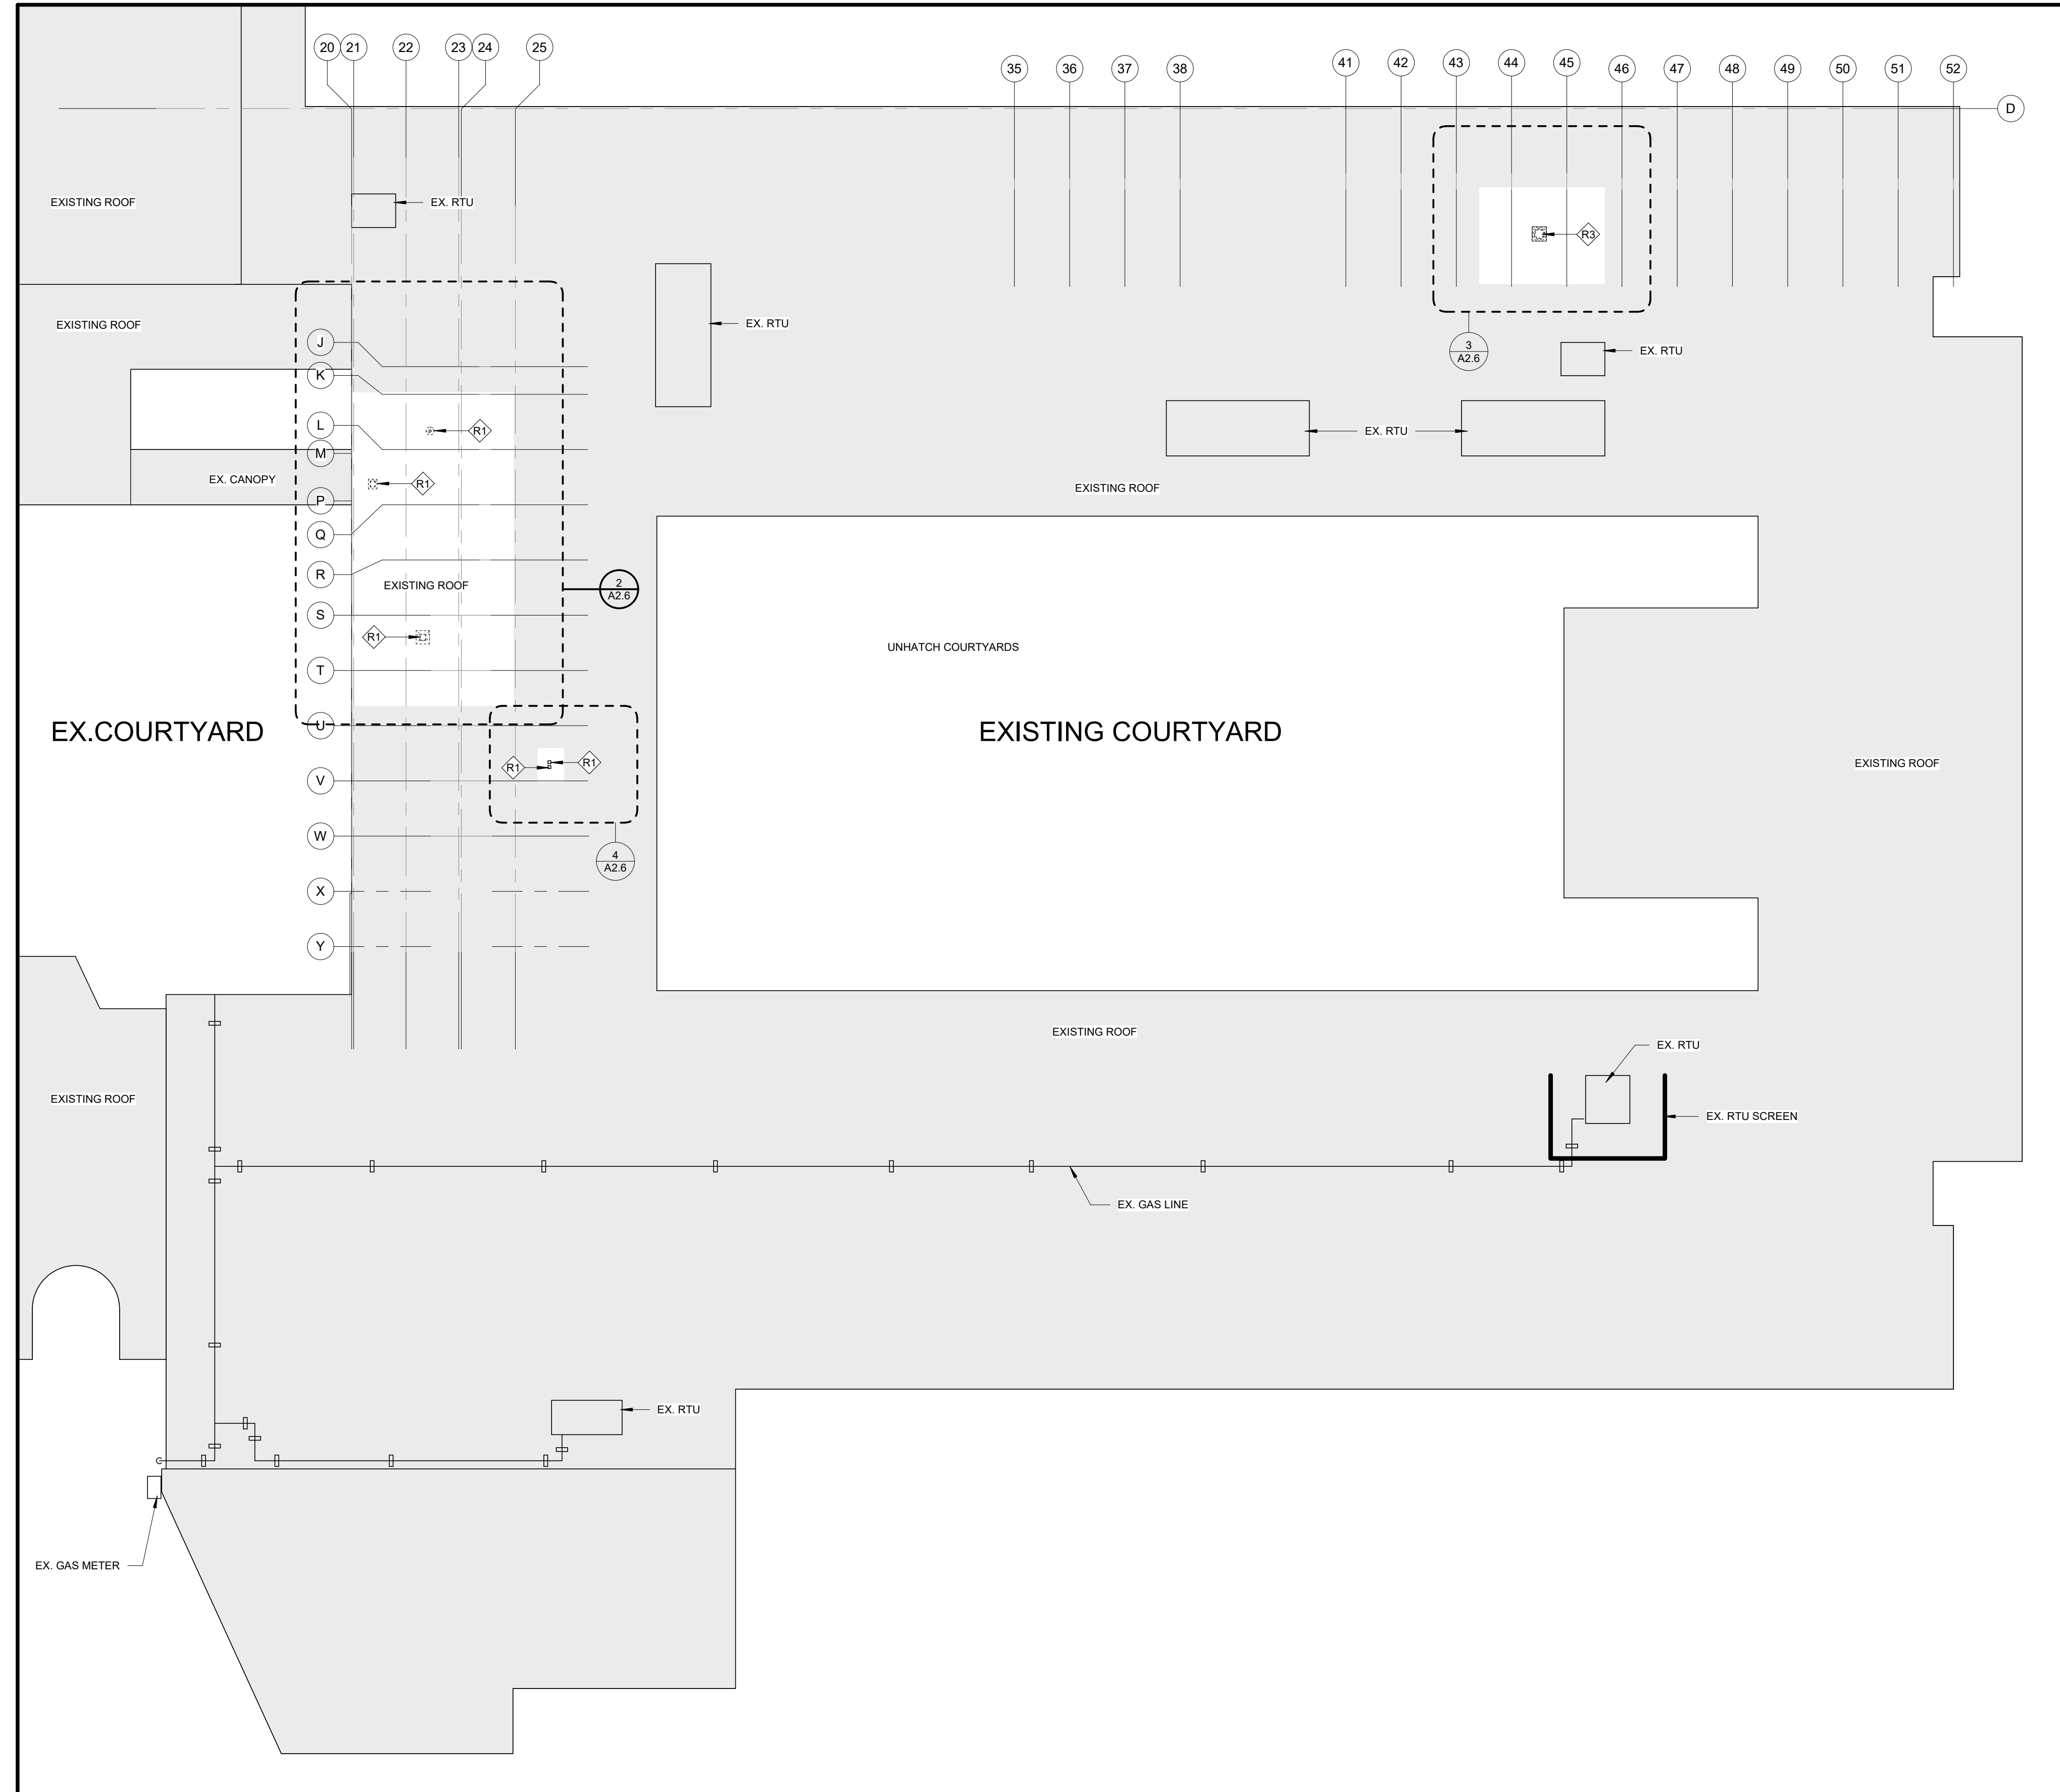 20 21 22 23 24 25
35 36 37 38 41 42 43 44 45 46 47 48 49 50 51 52
D
EXISTING ROOF
EX. RTU
R3
EXISTING ROOF
EX. RTU
J
3
A2.6
EX. RTU
K
L
R1
EX. RTU
M
EX. CANOPY
R1
EXISTING ROOF
P
Q
R
EXISTING ROOF
2
A2.6
S
R1
UNHATCH COURTYARDS
T
U
EX.COURTYARD
EXISTING COURTYARD
R1
R1
EXISTING ROOF
V
W
4
A2.6
X
Y
EXISTING ROOF
EX. RTU
EXISTING ROOF
EX. RTU SCREEN
EX. GAS LINE
EX. RTU
EX. GAS METER